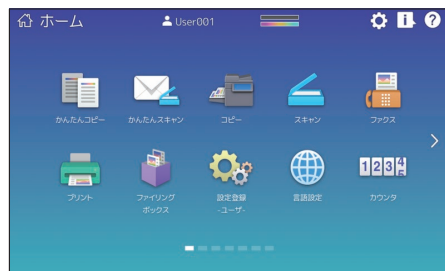 ホーム
User001
かんたんコピー
かんたんスキャン
コピー
スキャン
ファクス
プリント
ファイリング
ボックス
設定登録
-ユーザ-
言語設定
1234
5
カウンタ